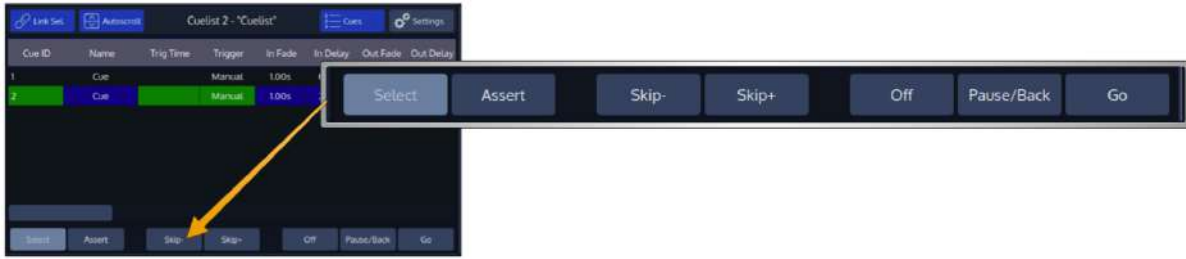 Link Sel. Autoscroll Cuelist 2 - "Cuelist" Cues Settings
Cue ID Name Trig Time Trigger In Fade In Delay Out Fade Out Delay
1 Cue Manual 1.00s
2 Cue Manual 1.00s
Select Assert Skip- Skip+ Off Pause/Back Go
Select Assert Skip- Skip+ Off Pause/Back Go